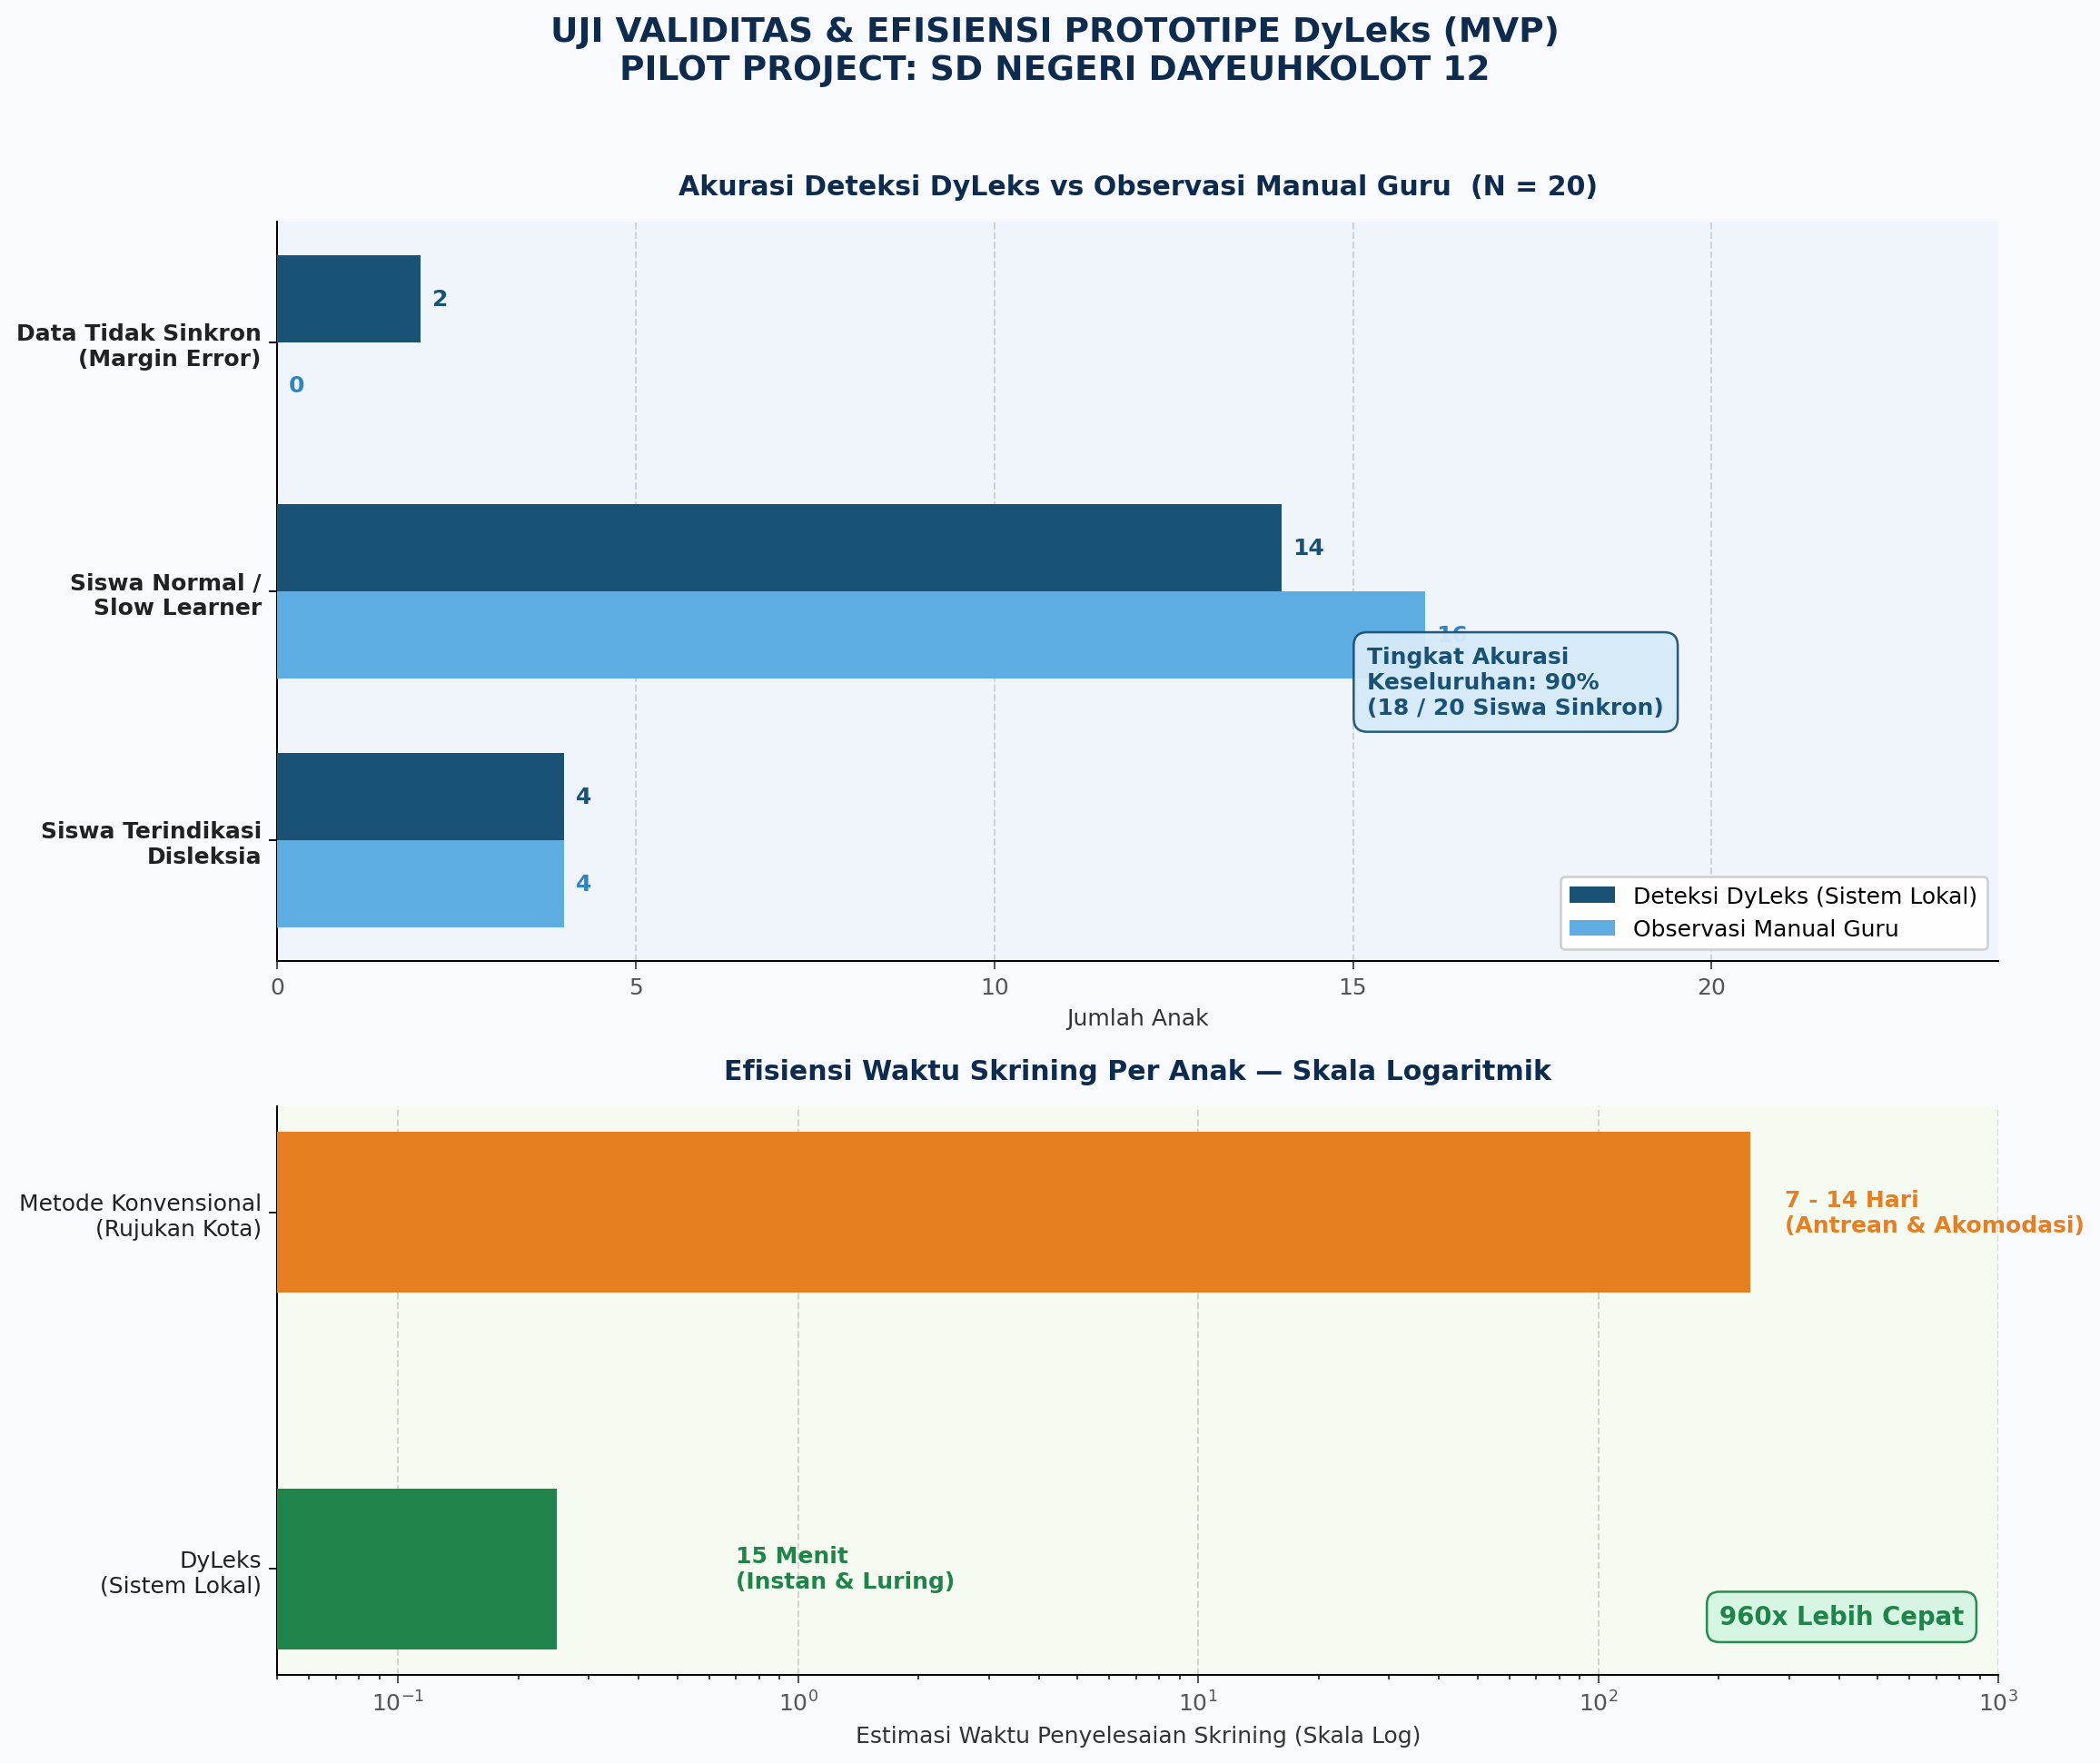 UJI VALIDITAS & EFISIENSI PROTOTIPE DyLeks (MVP)
PILOT PROJECT: SD NEGERI DAYEUHKOLOT 12
Akurasi Deteksi DyLeks vs Observasi Manual Guru (N = 20)
Data Tidak Sinkron
(Margin Error)
2
0
Siswa Normal /
Slow Learner
14
16
Tingkat Akurasi
Keseluruhan: 90%
(18 / 20 Siswa Sinkron)
Siswa Terindikasi
Disleksia
4
4
Deteksi DyLeks (Sistem Lokal)
Observasi Manual Guru
0 5 10 15 20
Jumlah Anak
Efisiensi Waktu Skrining Per Anak — Skala Logaritmik
Metode Konvensional
(Rujukan Kota)
7 - 14 Hari
(Antrean & Akomodasi)
DyLeks
(Sistem Lokal)
15 Menit
(Instan & Luring)
960x Lebih Cepat
10⁻¹ 10⁰ 10¹ 10² 10³
Estimasi Waktu Penyelesaian Skrining (Skala Log)